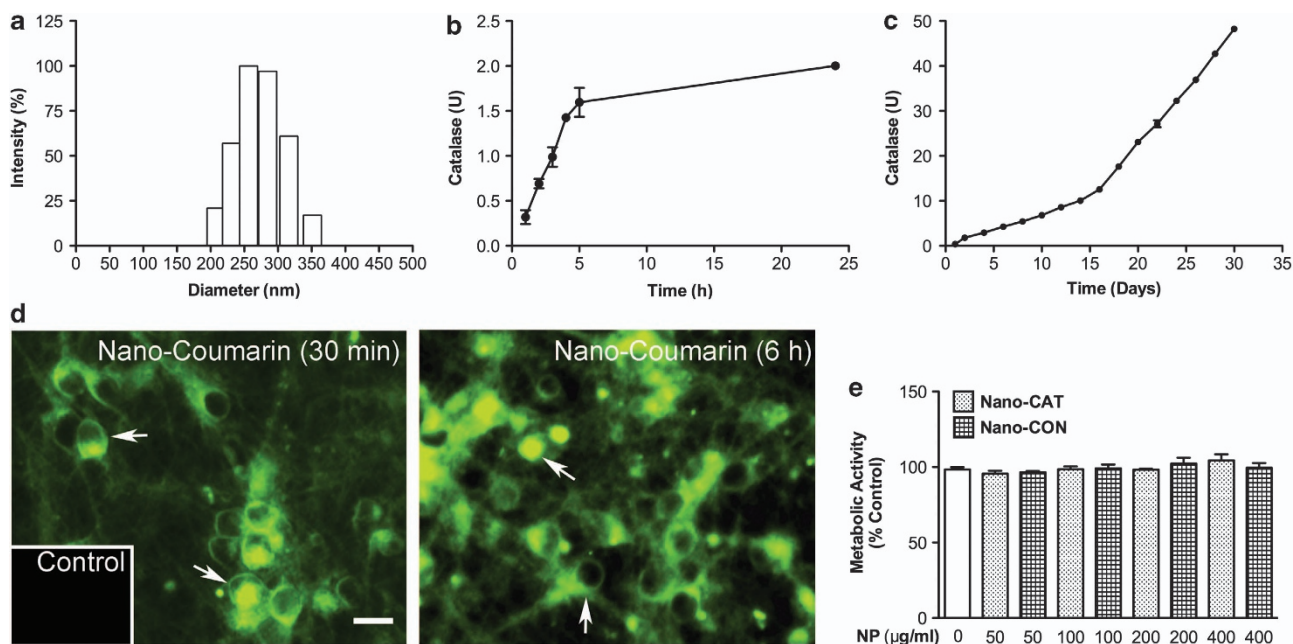 a
125
100
75
50
25
0
Intensity (%)
0 50 100 150 200 250 300 350 400 450 500
Diameter (nm)
b
2.5
2.0
1.5
1.0
0.5
0.0
Catalase (U)
0 5 10 15 20 25
Time (h)
c
50
40
30
20
10
0
Catalase (U)
0 5 10 15 20 25 30 35
Time (Days)
d
Nano-Coumarin (30 min)
Control
Nano-Coumarin (6 h)
e
150
100
50
0
Metabolic Activity
(% Control)
Nano-CAT
Nano-CON
NP (µg/ml) 0 50 50 100 100 200 200 400 400